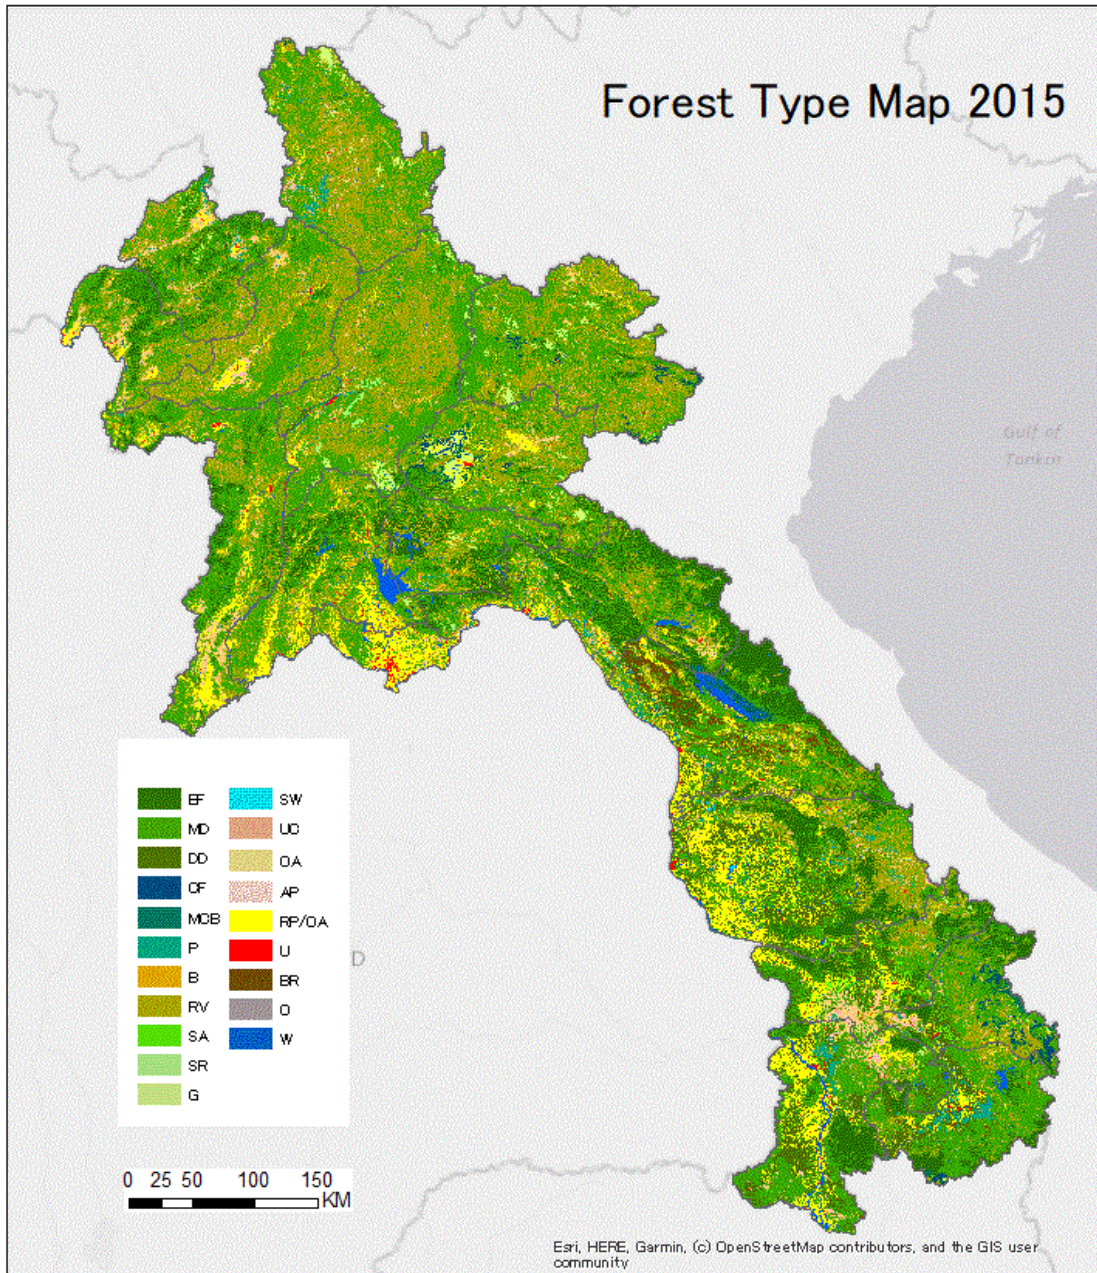 Forest Type Map 2015
Gulf of
Tonkin
EF
MD
DD
CF
MCB
P
B
RV
SA
SR
G
SW
UC
OA
AP
RP/OA
U
BR
O
W
D
0 25 50 100 150
KM
Esri, HERE, Garmin, (c) OpenStreetMap contributors, and the GIS user
community